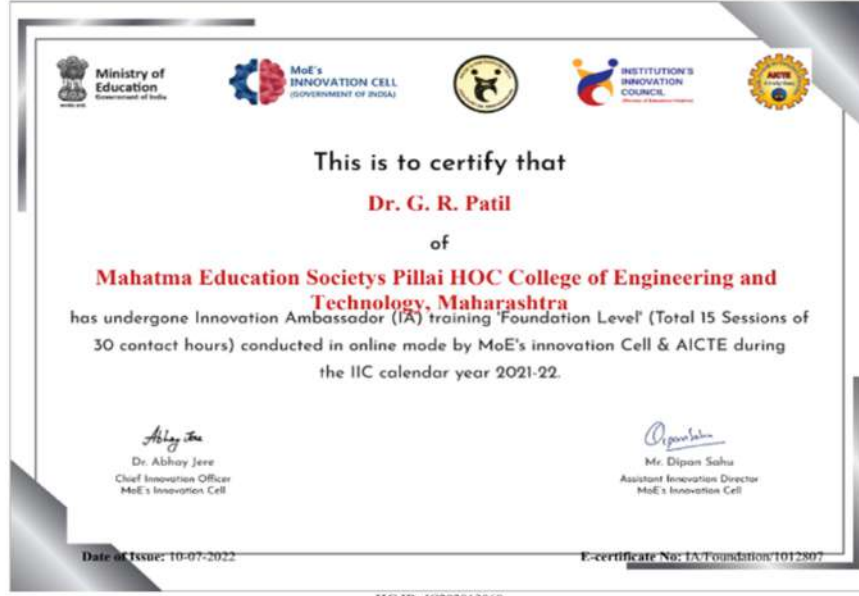 Ministry of
Education
Government of India
MoE's
INNOVATION CELL
(GOVERNMENT OF INDIA)
INSTITUTION'S
INNOVATION
COUNCIL
AICTE
This is to certify that
Dr. G. R. Patil
of
Mahatma Education Societys Pillai HOC College of Engineering and
Technology, Maharashtra
has undergone Innovation Ambassador (IA) training 'Foundation Level' (Total 15 Sessions of
30 contact hours) conducted in online mode by MoE's innovation Cell & AICTE during
the IIC calendar year 2021-22.
Abhay Jere
Dr. Abhay Jere
Chief Innovation Officer
MoE's Innovation Cell
Mr. Dipan Sahu
Assistant Innovation Director
MoE's Innovation Cell
Date of Issue: 10-07-2022
E-certificate No: IA/Foundation/1012807